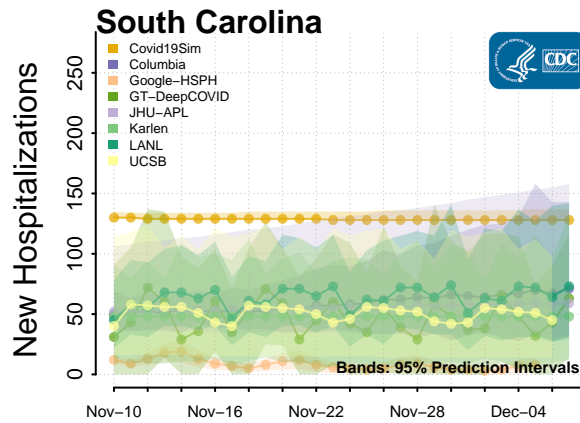 South Carolina
Covid19Sim
Columbia
Google−HSPH
GT−DeepCOVID
JHU−APL
Karlen
LANL
UCSB
CDC
New Hospitalizations
250
200
150
100
50
0
Bands: 95% Prediction Intervals
Nov−10
Nov−16
Nov−22
Nov−28
Dec−04